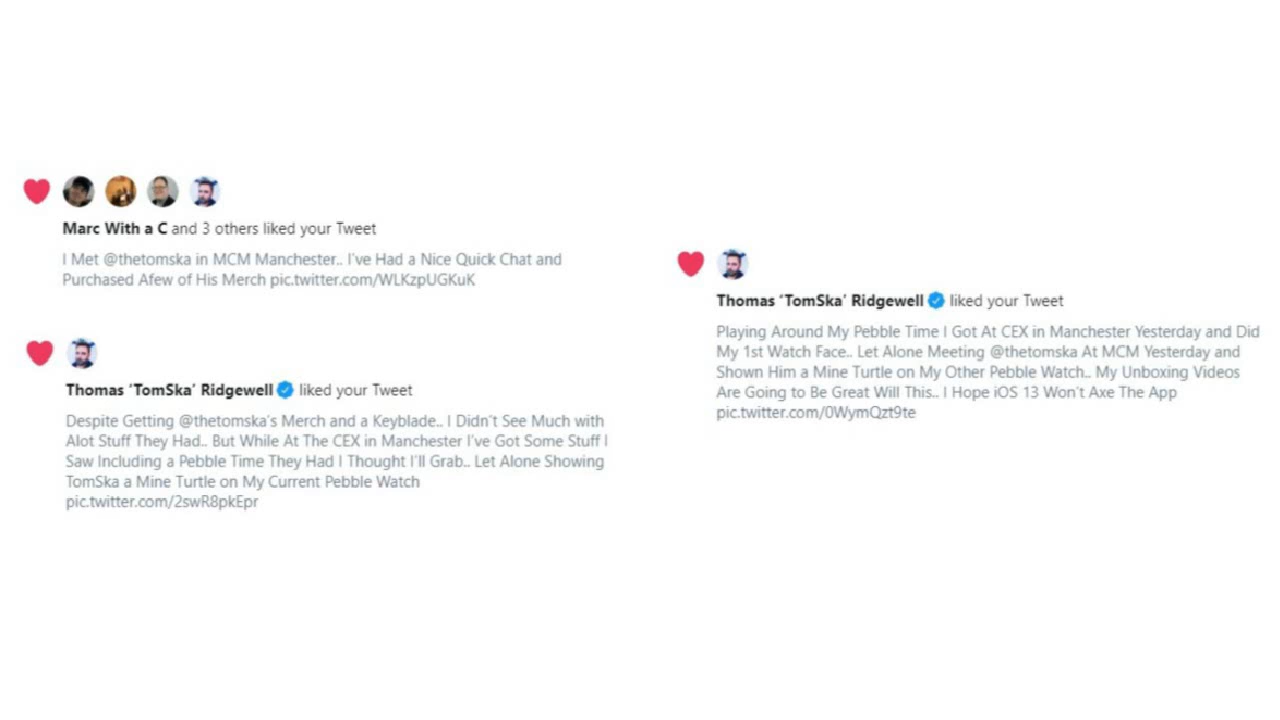 Marc With a C and 3 others liked your Tweet
I Met @thetomska in MCM Manchester.. I've Had a Nice Quick Chat and
Purchased Afew of His Merch pic.twitter.com/WLKzpUGKuK
Thomas 'TomSka' Ridgewell liked your Tweet
Despite Getting @thetomska's Merch and a Keyblade.. I Didn't See Much with
Alot Stuff They Had.. But While At The CEX in Manchester I've Got Some Stuff I
Saw Including a Pebble Time They Had I Thought I'll Grab.. Let Alone Showing
TomSka a Mine Turtle on My Current Pebble Watch
pic.twitter.com/2swR8pkEpr
Thomas 'TomSka' Ridgewell liked your Tweet
Playing Around My Pebble Time I Got At CEX in Manchester Yesterday and Did
My 1st Watch Face.. Let Alone Meeting @thetomska At MCM Yesterday and
Shown Him a Mine Turtle on My Other Pebble Watch.. My Unboxing Videos
Are Going to Be Great Will This.. I Hope iOS 13 Won't Axe The App
pic.twitter.com/0WymQzt9te